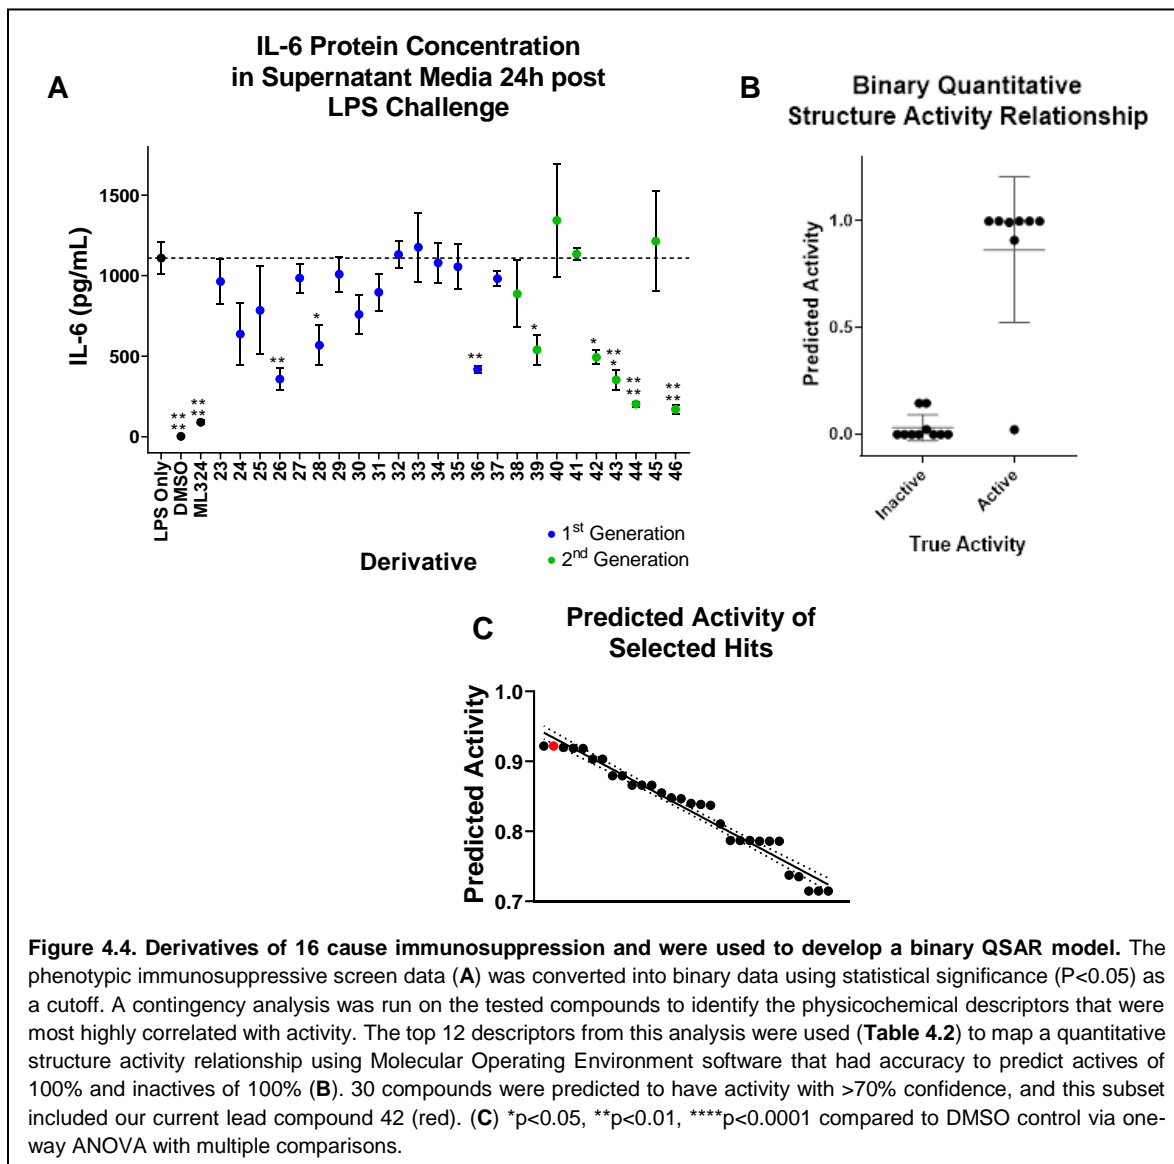 A
IL-6 Protein Concentration
in Supernatant Media 24h post
LPS Challenge
IL-6 (pg/mL)
1500
1000
500
0
**
**
**
**
**
*
**
*
*
**
*
**
**
**
**
LPS Only
DMSO
ML324
23
24
25
26
27
28
29
30
31
32
33
34
35
36
37
38
39
40
41
42
43
44
45
46
Derivative
1st Generation
2nd Generation
B
Binary Quantitative
Structure Activity Relationship
Predicted Activity
1.0
0.5
0.0
Inactive
Active
True Activity
C
Predicted Activity of
Selected Hits
Predicted Activity
1.0
0.9
0.8
0.7
Figure 4.4. Derivatives of 16 cause immunosuppression and were used to develop a binary QSAR model. The
phenotypic immunosuppressive screen data (A) was converted into binary data using statistical significance (P<0.05) as
a cutoff. A contingency analysis was run on the tested compounds to identify the physicochemical descriptors that were
most highly correlated with activity. The top 12 descriptors from this analysis were used (Table 4.2) to map a quantitative
structure activity relationship using Molecular Operating Environment software that had accuracy to predict actives of
100% and inactives of 100% (B). 30 compounds were predicted to have activity with >70% confidence, and this subset
included our current lead compound 42 (red). (C) *p<0.05, **p<0.01, ****p<0.0001 compared to DMSO control via one-
way ANOVA with multiple comparisons.